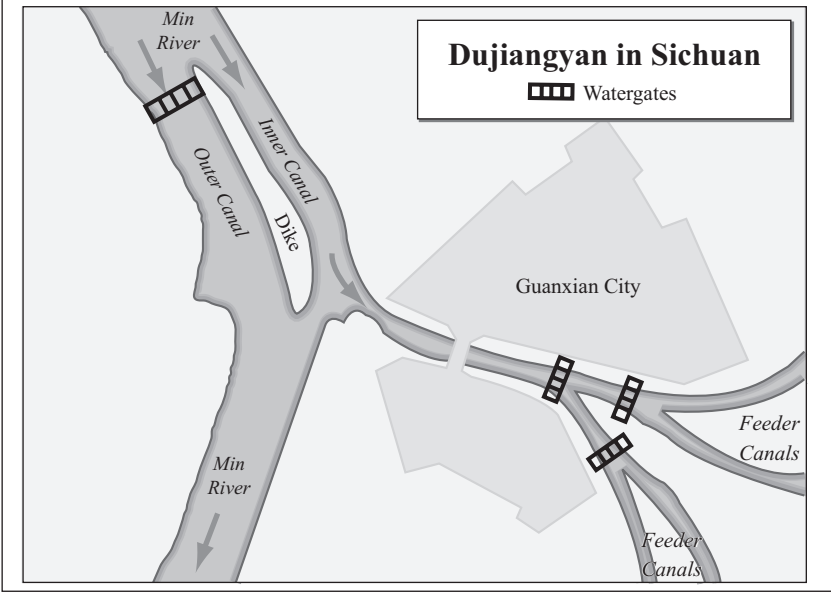 Dujiangyan in Sichuan
Watergates
Min
River
Inner Canal
Outer Canal
Dike
Guanxian City
Feeder
Canals
Min
River
Feeder
Canals